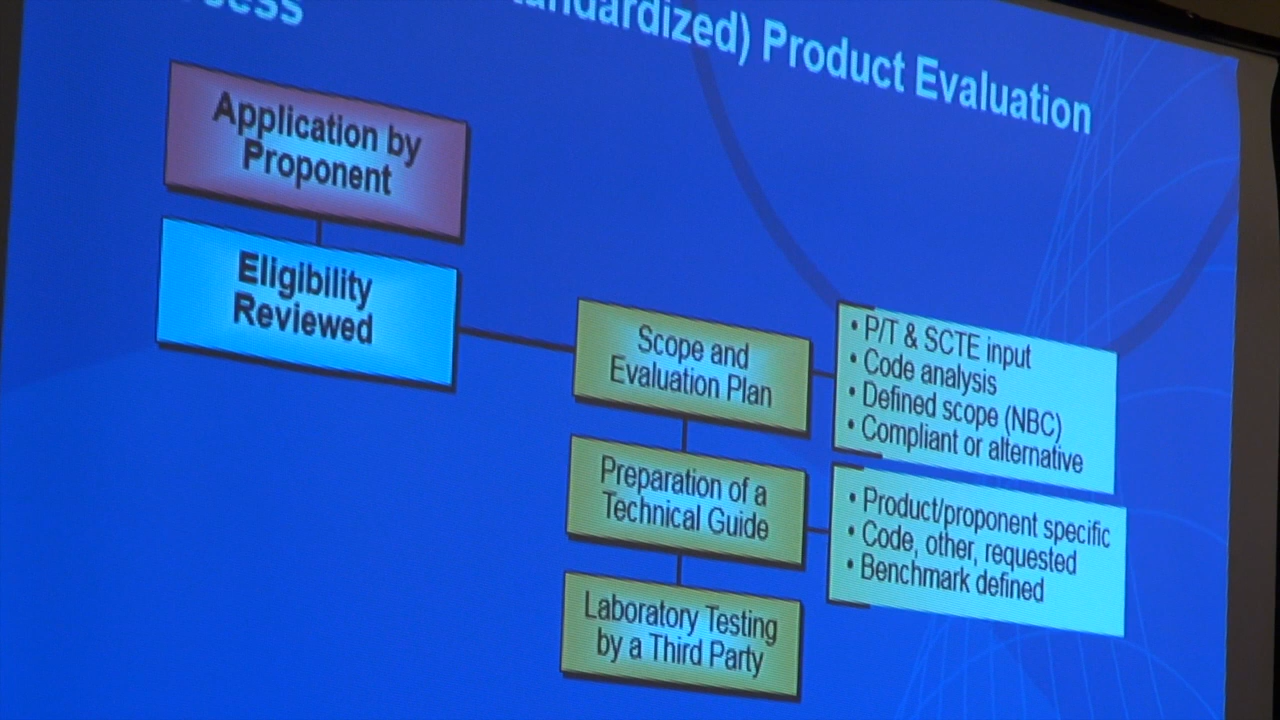 Product Evaluation
Application by
Proponent
Eligibility
Reviewed
Scope and
Evaluation Plan
• P/T & SCTE input
• Code analysis
• Defined scope (NBC)
• Compliant or alternative
Preparation of a
Technical Guide
• Product/proponent specific
• Code, other, requested
• Benchmark defined
Laboratory Testing
by a Third Party